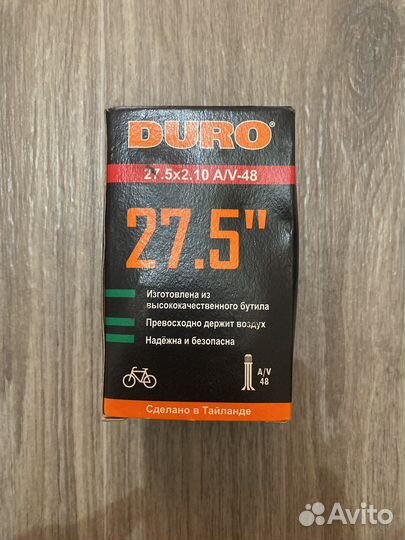 DURO®
27.5x2.10 A/V-48
27.5"
Изготовлена из
высококачественного бутила
Превосходно держит воздух
Надёжна и безопасна
A/V
48
Сделано в Тайланде
Avito